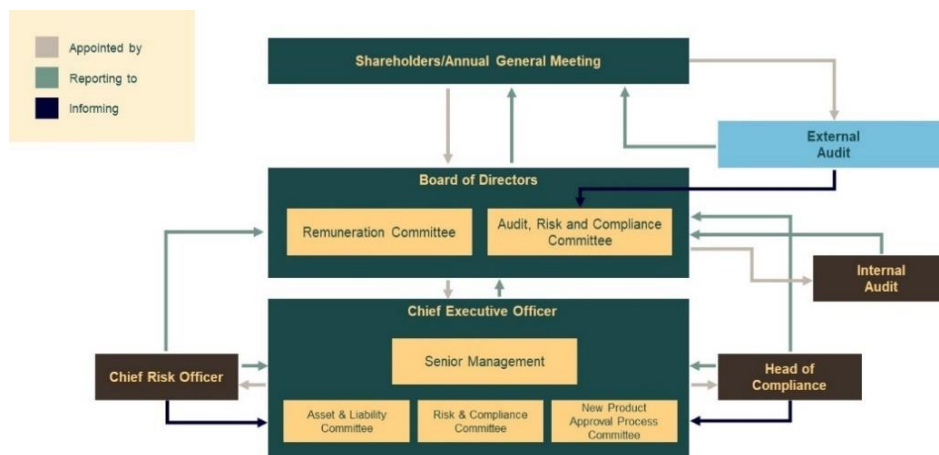 Appointed by
Reporting to
Informing
Shareholders/Annual General Meeting
External
Audit
Board of Directors
Remuneration Committee
Audit, Risk and Compliance
Committee
Internal
Audit
Chief Executive Officer
Senior Management
Chief Risk Officer
Head of
Compliance
Asset & Liability
Committee
Risk & Compliance
Committee
New Product
Approval Process
Committee